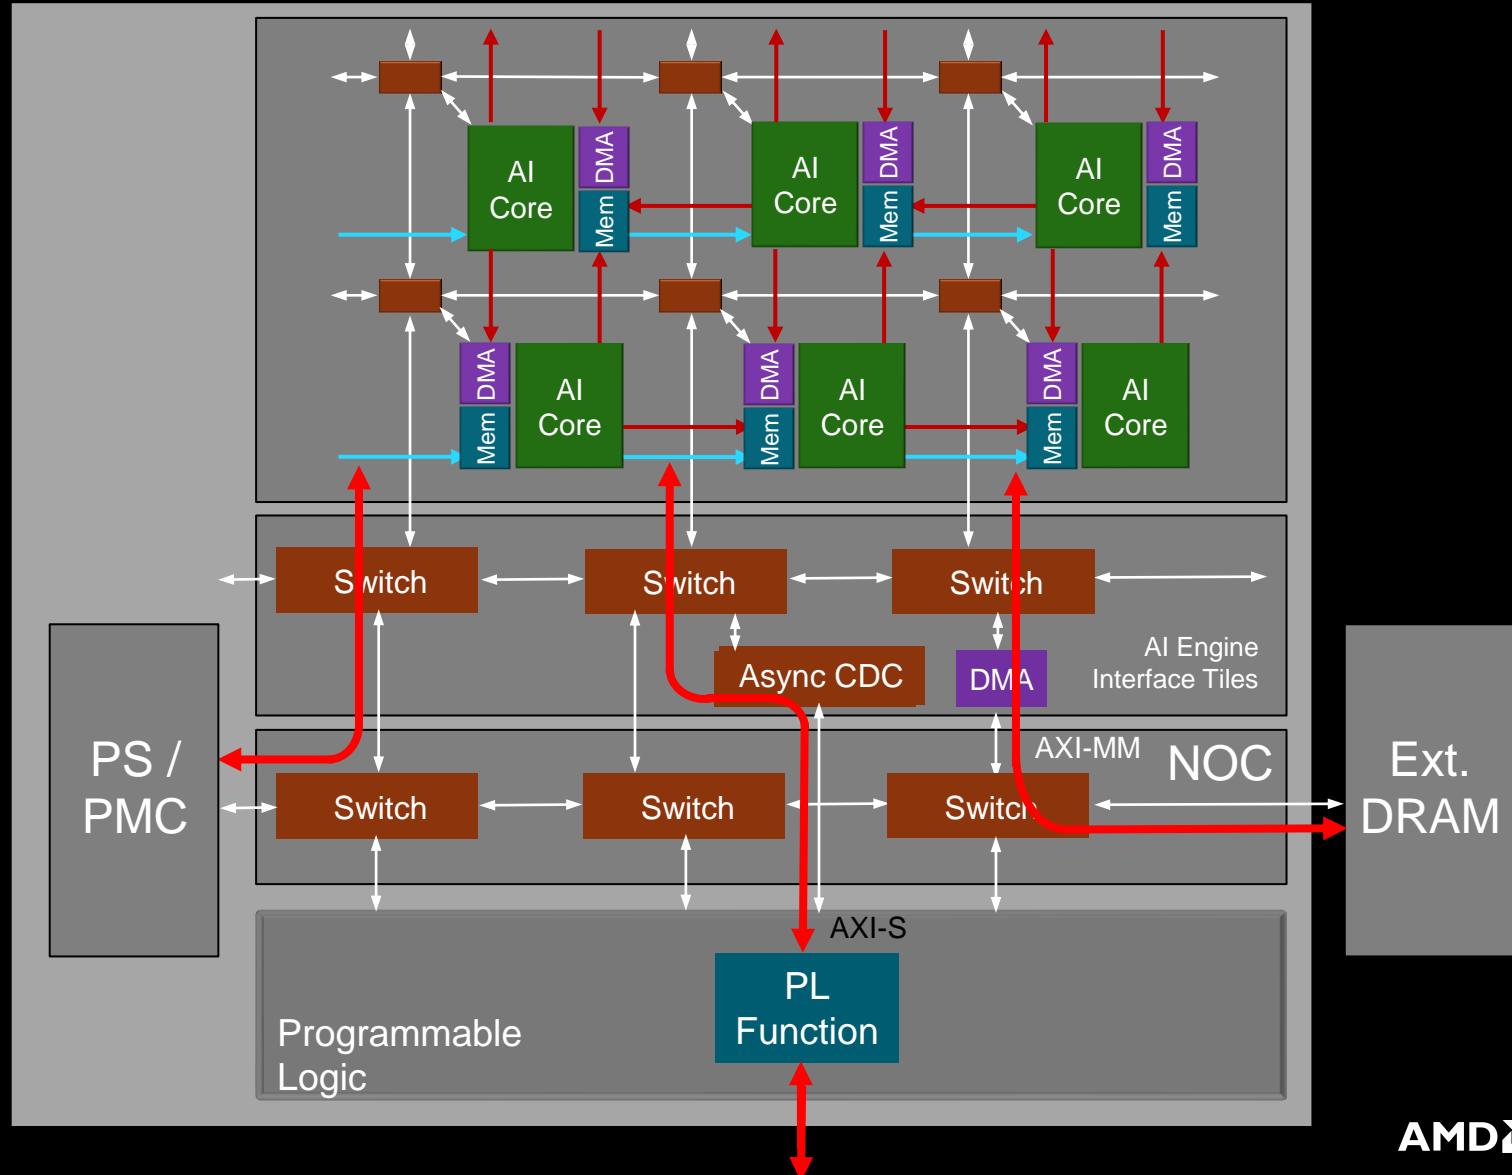 AI
Core
DMA
Mem
AI
Core
DMA
Mem
AI
Core
DMA
Mem
DMA
Mem
AI
Core
DMA
Mem
AI
Core
DMA
Mem
AI
Core
Switch
Switch
Switch
Async CDC
DMA
AI Engine
Interface Tiles
PS /
PMC
AXI-MM
NOC
Switch
Switch
Switch
Ext.
DRAM
AXI-S
PL
Function
Programmable
Logic
AMD